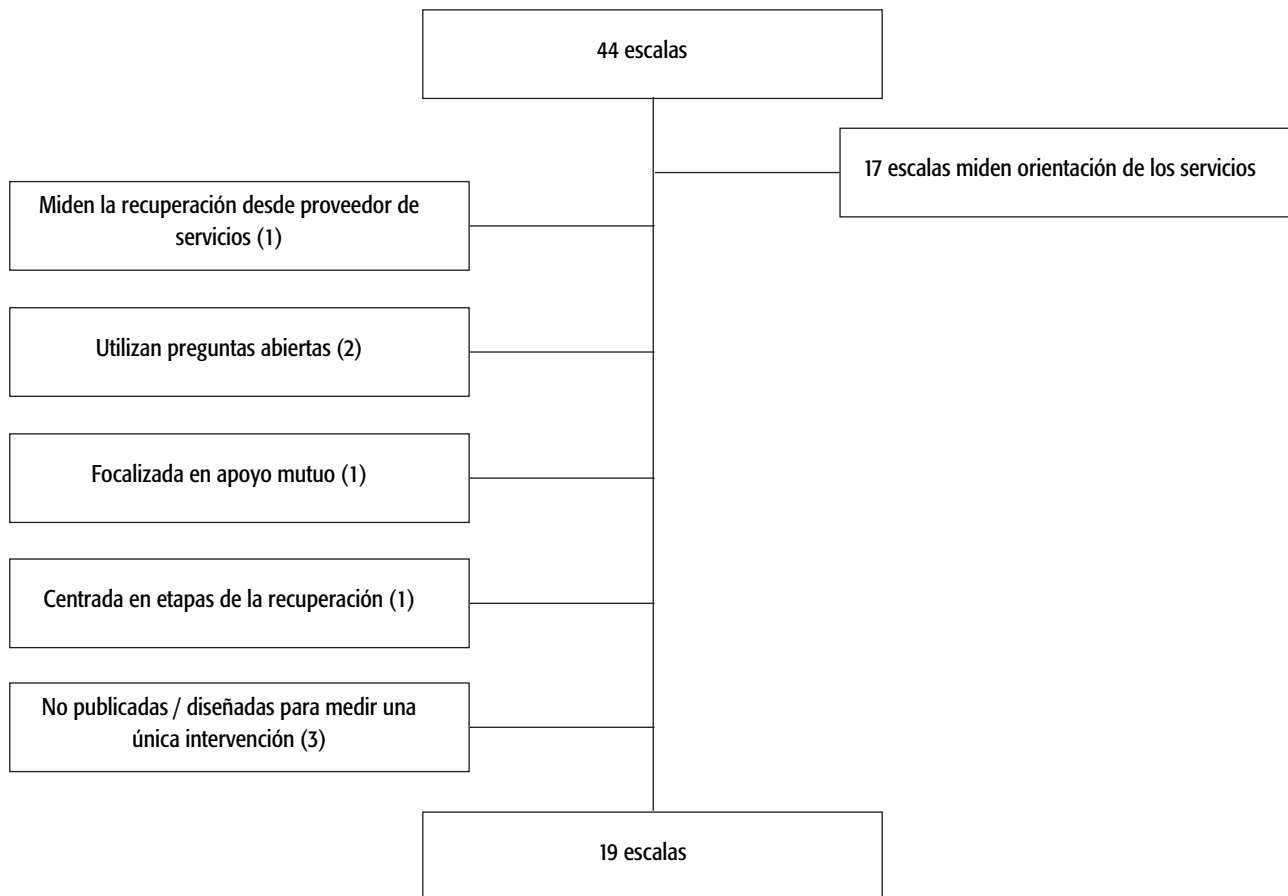 44 escalas
17 escalas miden orientación de los servicios
Miden la recuperación desde proveedor de
servicios (1)
Utilizan preguntas abiertas (2)
Focalizada en apoyo mutuo (1)
Centrada en etapas de la recuperación (1)
No publicadas / diseñadas para medir una
única intervención (3)
19 escalas